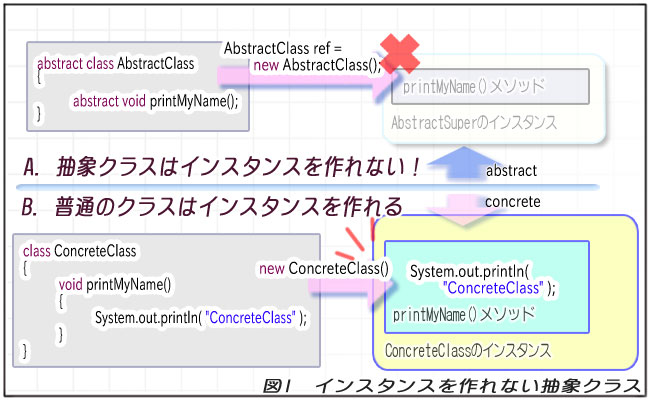 abstract class AbstractClass
{
abstract void printMyName();
}
AbstractClass ref =
new AbstractClass();
printMyName()メソッド
AbstractSuperのインスタンス
A. 抽象クラスはインスタンスを作れない！
abstract
concrete
B. 普通のクラスはインスタンスを作れる
class ConcreteClass
{
void printMyName()
{
System.out.println( "ConcreteClass" );
}
}
new ConcreteClass()
System.out.println(
"ConcreteClass" );
printMyName()メソッド
ConcreteClassのインスタンス
図1 インスタンスを作れない抽象クラス